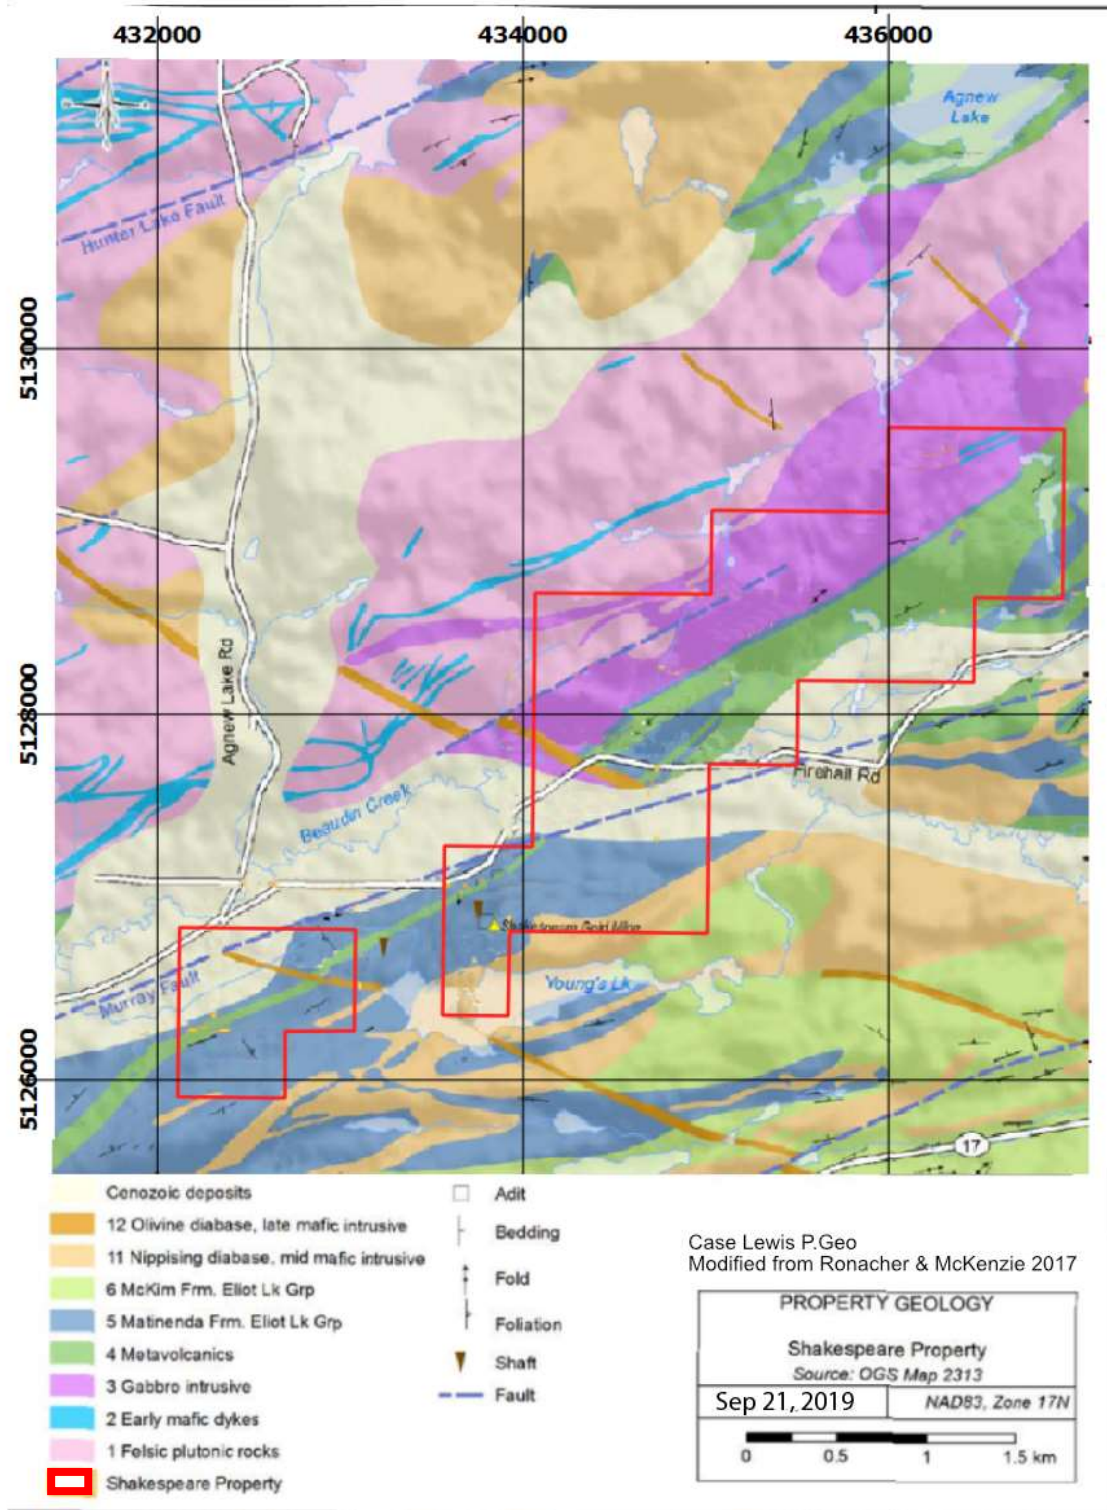 432000 434000 436000
Agnew
Lake
Hunter Lake Fault
5130000
Agnew Lake Rd
5128000
Firehall Rd
Beaudin Creek
Shakespeare Gold Mine
Young's Lk
Murray Fault
5126000
17
Cenozoic deposits
12 Olivine diabase, late mafic intrusive
11 Nippising diabase, mid mafic intrusive
6 McKim Frm. Eliot Lk Grp
5 Matinenda Frm. Eliot Lk Grp
4 Metavolcanics
3 Gabbro intrusive
2 Early mafic dykes
1 Felsic plutonic rocks
Shakespeare Property
Adit
Bedding
Fold
Foliation
Shaft
Fault
Case Lewis P.Geo
Modified from Ronacher & McKenzie 2017
PROPERTY GEOLOGY
Shakespeare Property
Source: OGS Map 2313
Sep 21, 2019 NAD83, Zone 17N
0 0.5 1 1.5 km